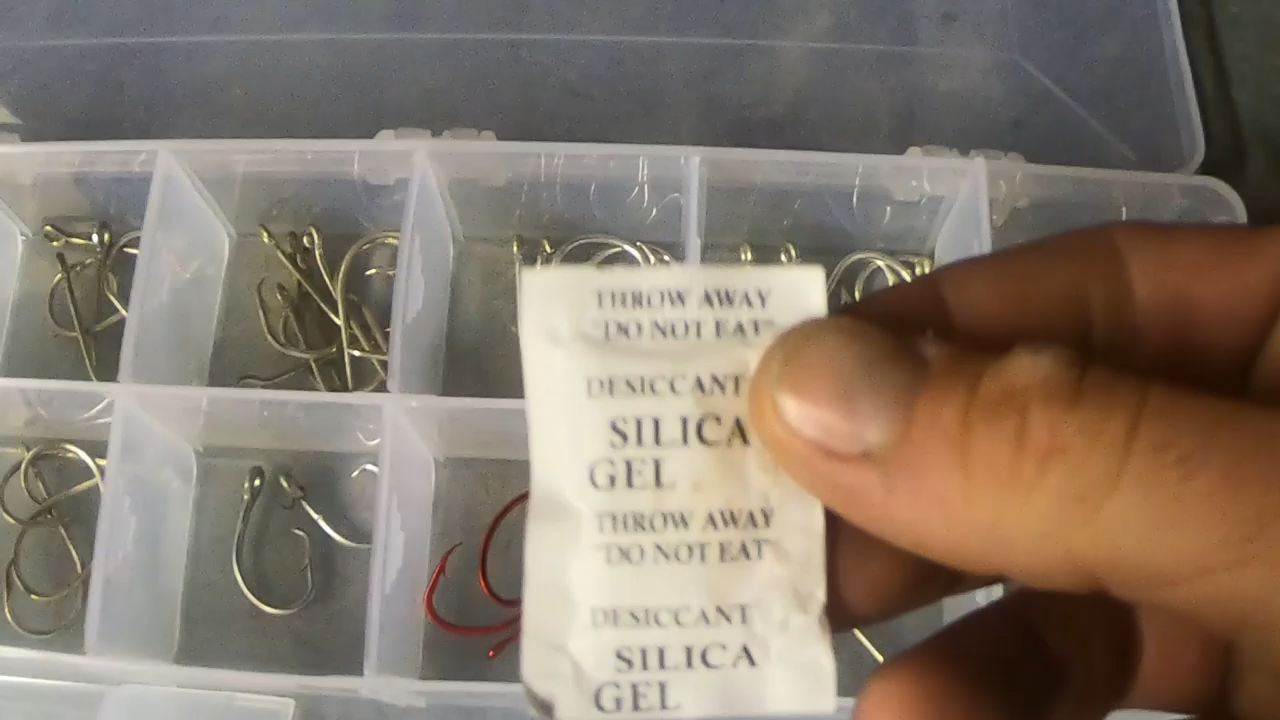 THROW AWAY
"DO NOT EAT"
DESICCANT
SILICA
GEL
THROW AWAY
"DO NOT EAT"
DESICCANT
SILICA
GEL